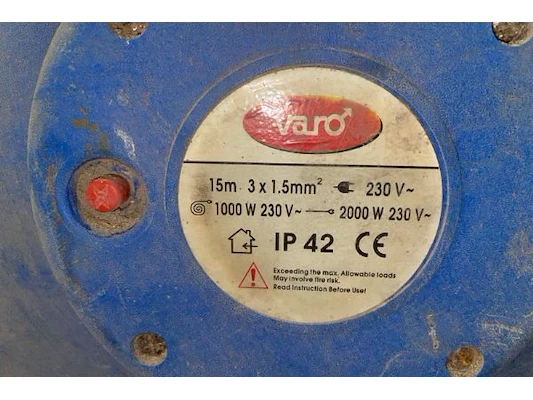 varo
15m 3 x 1.5mm² 230 V~
1000 W 230 V~ 2000 W 230 V~
IP 42 CE
Exceeding the max. Allowable loads
May involve fire risk.
Read Instruction Before Use!